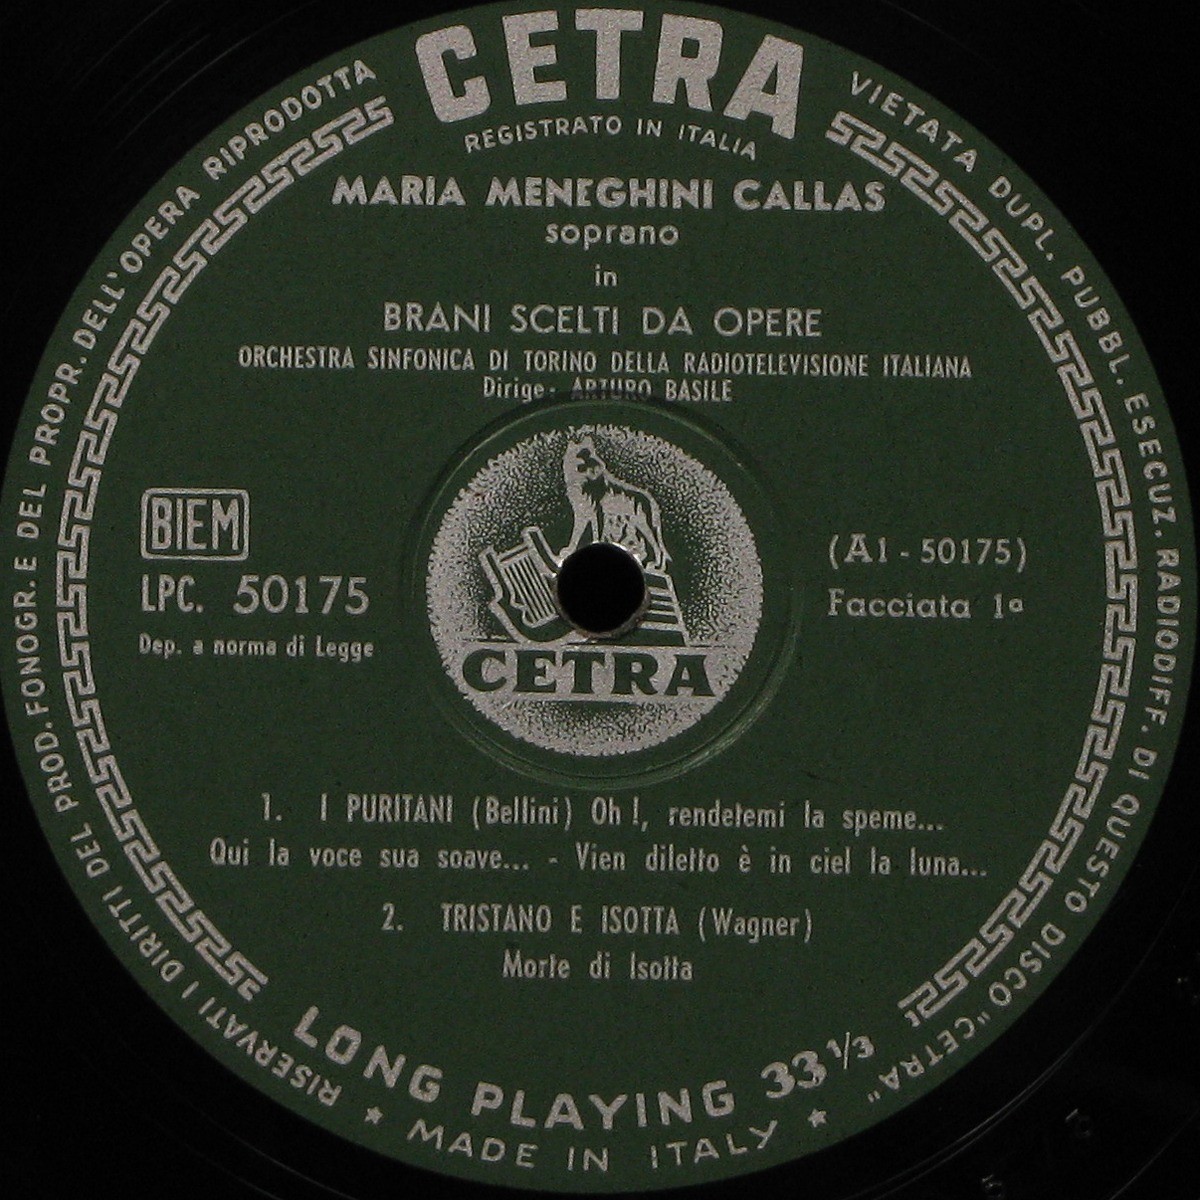 CETRA
REGISTRATO IN ITALIA
MARIA MENEGHINI CALLAS
soprano
in
BRANI SCELTI DA OPERE
ORCHESTRA SINFONICA DI TORINO DELLA RADIOTELEVISIONE ITALIANA
Dirige: ARTURO BASILE
BIEM
LPC. 50175
Dep. a norma di Legge
(A1 - 50175)
Facciata 1a
CETRA
1. I PURITANI (Bellini) Oh!, rendetemi la speme...
Qui la voce sua soave... - Vien diletto è in ciel la luna...
2. TRISTANO E ISOTTA (Wagner)
Morte di Isotta
LONG PLAYING 33 1/3
★ MADE IN ITALY ★
RISERVATI I DIRITTI DEL PROD. FONOGR. E DEL PROPR. DELL'OPERA RIPRODOTTA
VIETATA DUPL. PUBBL. ESECUZ. RADIODIFF. DI QUESTO DISCO "CETRA"